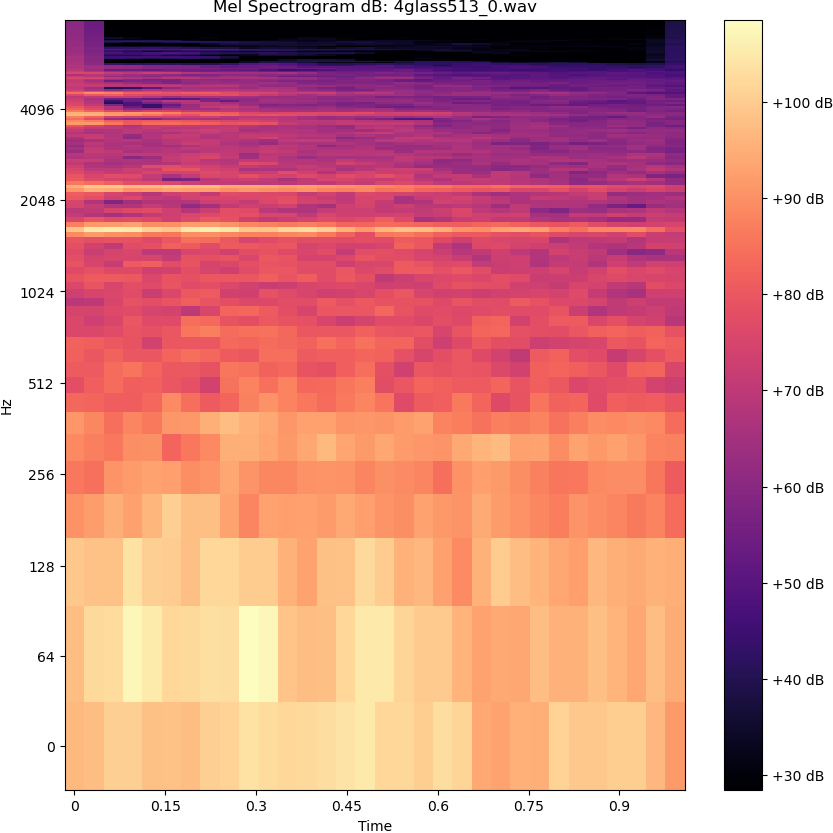 Mel Spectrogram dB: 4glass513_0.wav
Hz
4096
2048
1024
512
256
128
64
0
0
0.15
0.3
0.45
0.6
0.75
0.9
Time
+100 dB
+90 dB
+80 dB
+70 dB
+60 dB
+50 dB
+40 dB
+30 dB